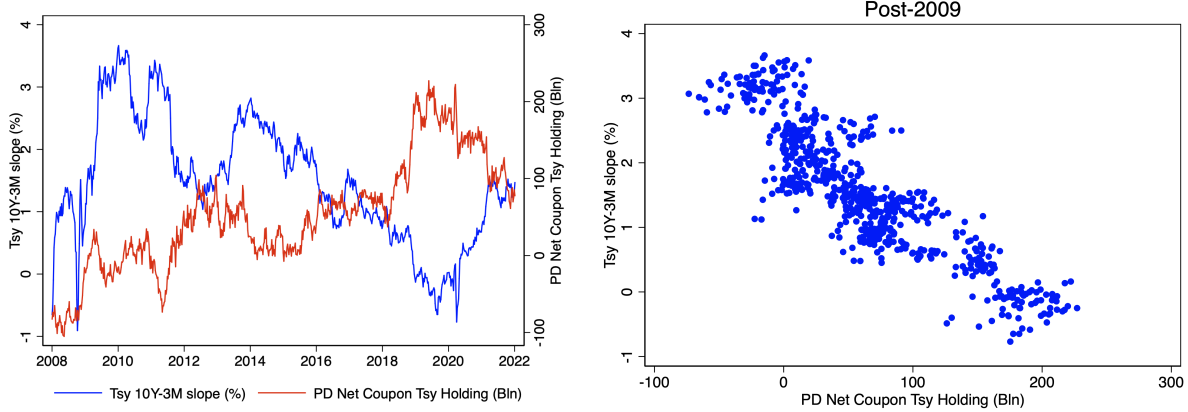 Post-2009
Tsy 10Y-3M slope (%)
4
3
2
1
0
-1
2008 2010 2012 2014 2016 2018 2020 2022
300
200
100
0
-100
PD Net Coupon Tsy Holding (Bln)
Tsy 10Y-3M slope (%) PD Net Coupon Tsy Holding (Bln)
Tsy 10Y-3M slope (%)
4
3
2
1
0
-1
-100 0 100 200 300
PD Net Coupon Tsy Holding (Bln)